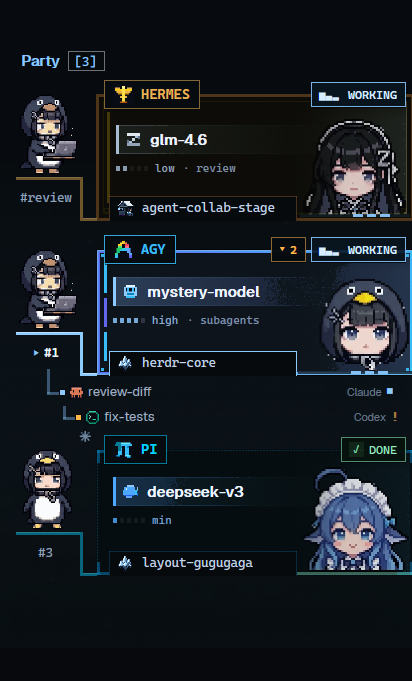 Party [3]
HERMES
WORKING
glm-4.6
low · review
#review
agent-collab-stage
AGY
2
WORKING
mystery-model
high · subagents
#1
herdr-core
review-diff
Claude
fix-tests
Codex !
PI
DONE
deepseek-v3
min
#3
layout-gugugaga